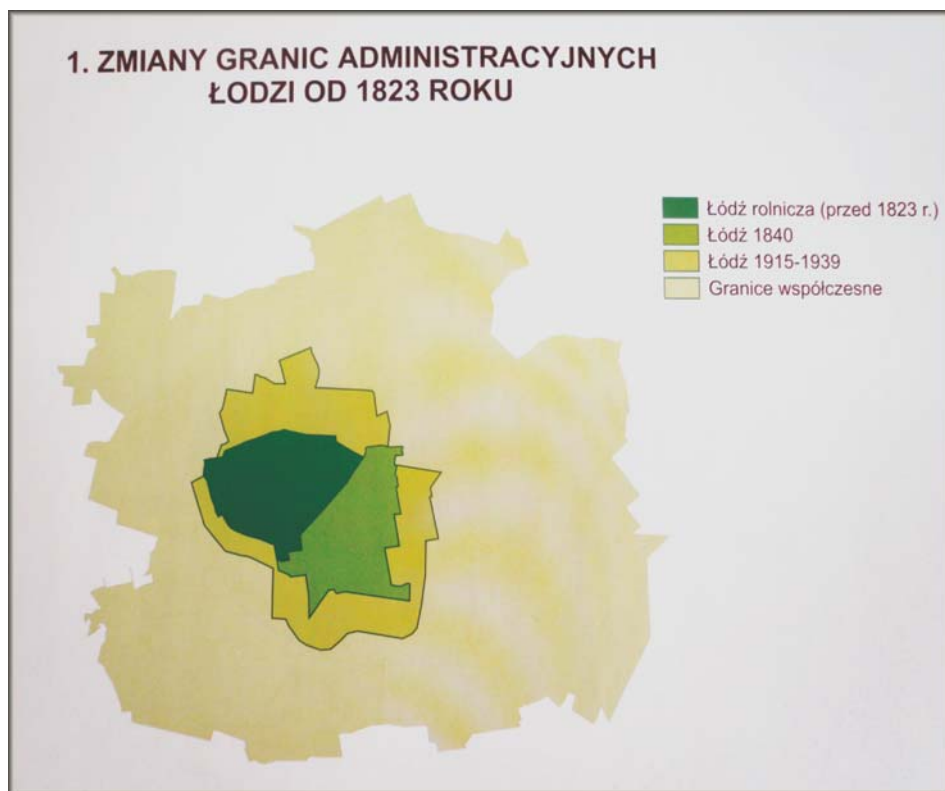 1. ZMIANY GRANIC ADMINISTRACYJNYCH
ŁODZI OD 1823 ROKU
Łódź rolnicza (przed 1823 r.)
Łódź 1840
Łódź 1915-1939
Granice współczesne